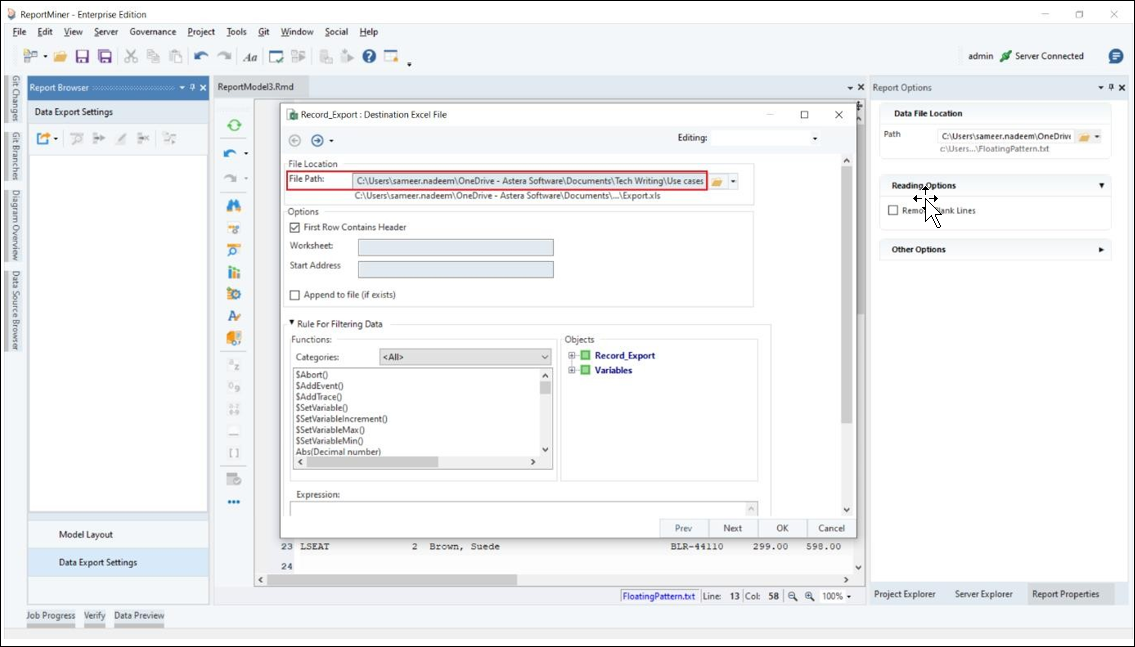 ReportMiner - Enterprise Edition
File Edit View Server Governance Project Tools Git Window Social Help
admin Server Connected
Git Changes
Git Branches
Diagram Overview
Data Source Browser
Report Browser
Data Export Settings
Model Layout
Data Export Settings
ReportModel3.Rmd
Record_Export : Destination Excel File
Editing:
File Location
File Path: C:\Users\sameer.nadeem\OneDrive - Astera Software\Documents\Tech Writing\Use cases
C:\Users\sameer.nadeem\OneDrive - Astera Software\Documents\...\Export.xls
Options
First Row Contains Header
Worksheet:
Start Address
Append to file (if exists)
Rule For Filtering Data
Functions:
Categories: <All>
$Abort()
$AddEvent()
$AddTrace()
$SetVariable()
$SetVariableIncrement()
$SetVariableMax()
$SetVariableMin()
Abs(Decimal number)
Objects
Record_Export
Variables
Expression:
Prev Next OK Cancel
23 LSEAT 2 Brown, Suede BLR-44110 299.00 598.00
24
FloatingPattern.txt Line: 13 Col: 58 100%
Report Options
Data File Location
Path C:\Users\sameer.nadeem\OneDriv
c:\Users...\FloatingPattern.txt
Reading Options
Lines
Other Options
Project Explorer Server Explorer Report Properties
Job Progress Verify Data Preview